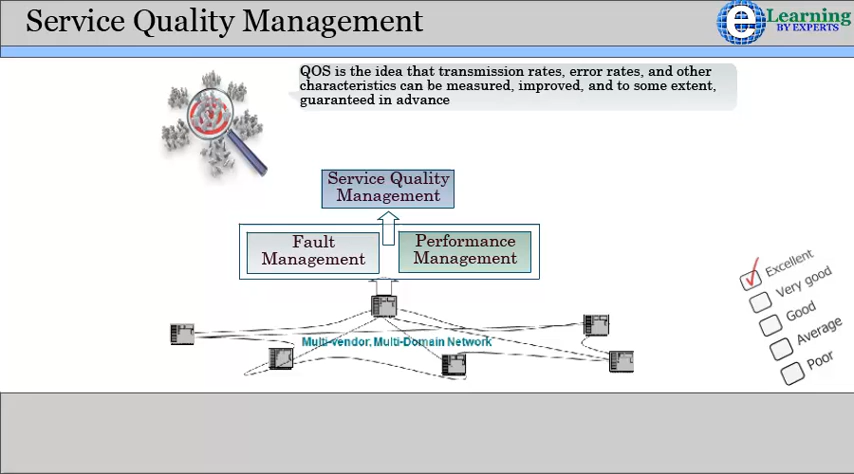 Service Quality Management
e Learning
BY EXPERTS
QOS is the idea that transmission rates, error rates, and other
characteristics can be measured, improved, and to some extent,
guaranteed in advance
Service Quality
Management
Fault
Management
Performance
Management
Multi-vendor, Multi-Domain Network
Excellent
Very good
Good
Average
Poor